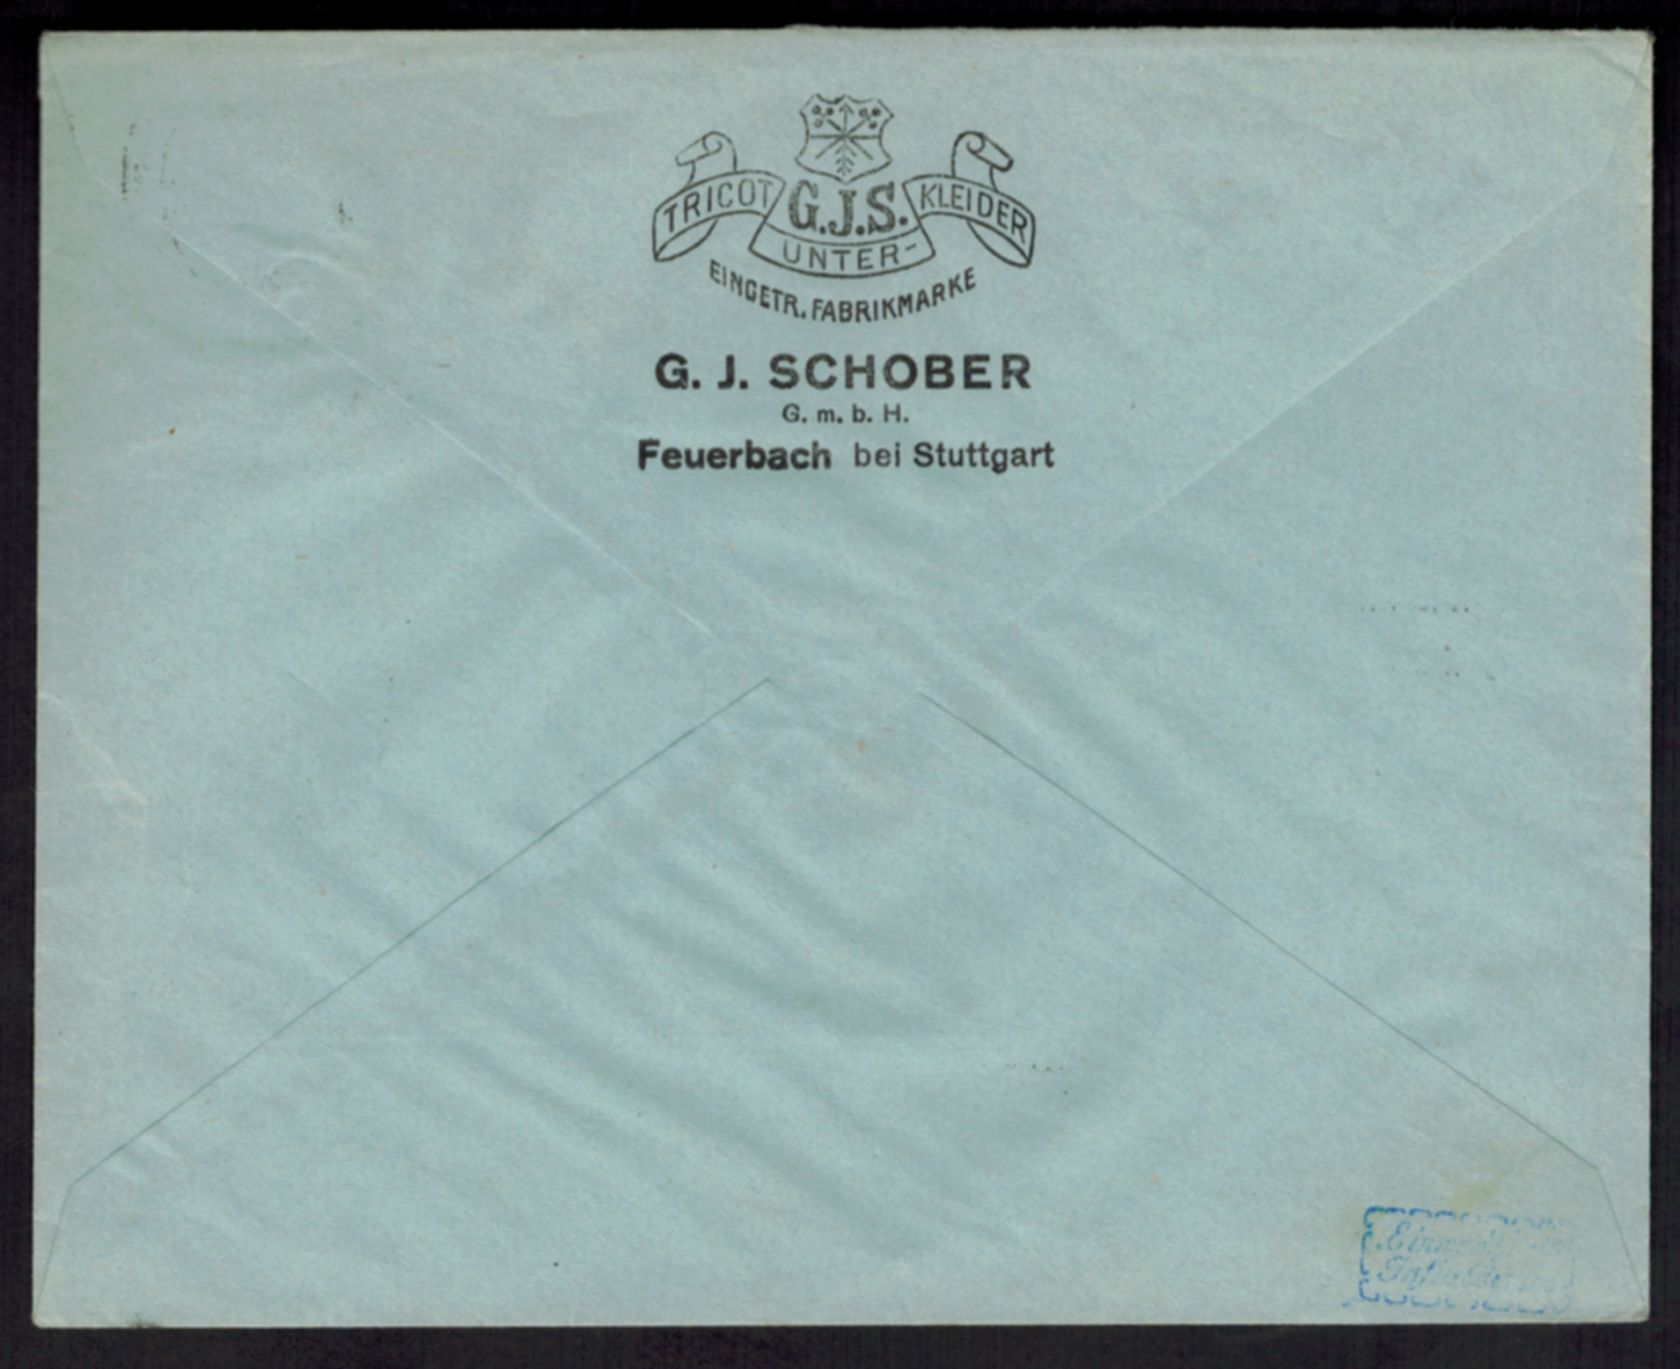 TRICOT G.J.S. KLEIDER
UNTER-
EINGETR. FABRIKMARKE
G. J. SCHOBER
G. m. b. H.
Feuerbach bei Stuttgart